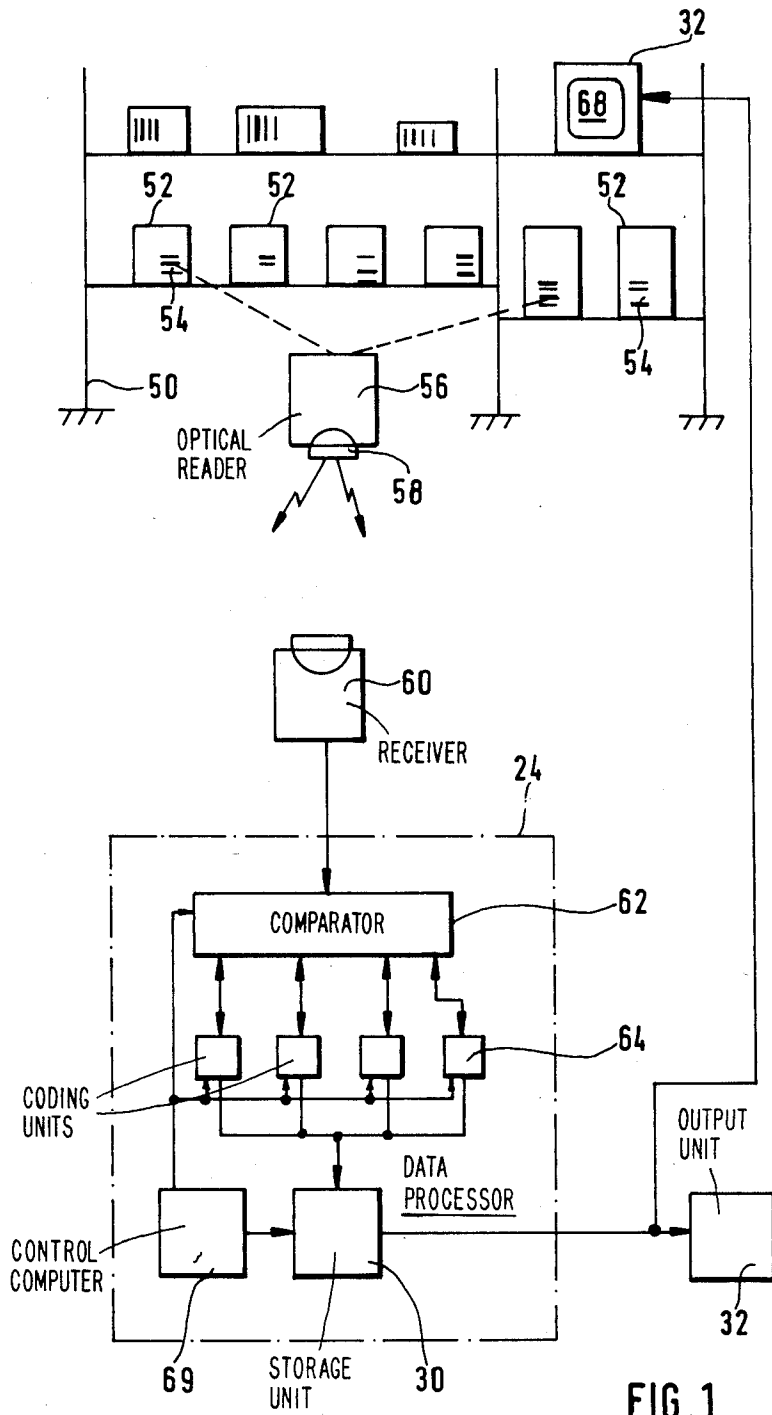 32
68
52
52
52
54
54
50
56
OPTICAL
READER
58
60
RECEIVER
24
COMPARATOR
62
64
CODING
UNITS
OUTPUT
UNIT
DATA
PROCESSOR
CONTROL
COMPUTER
69
STORAGE
UNIT
30
32
FIG. 1